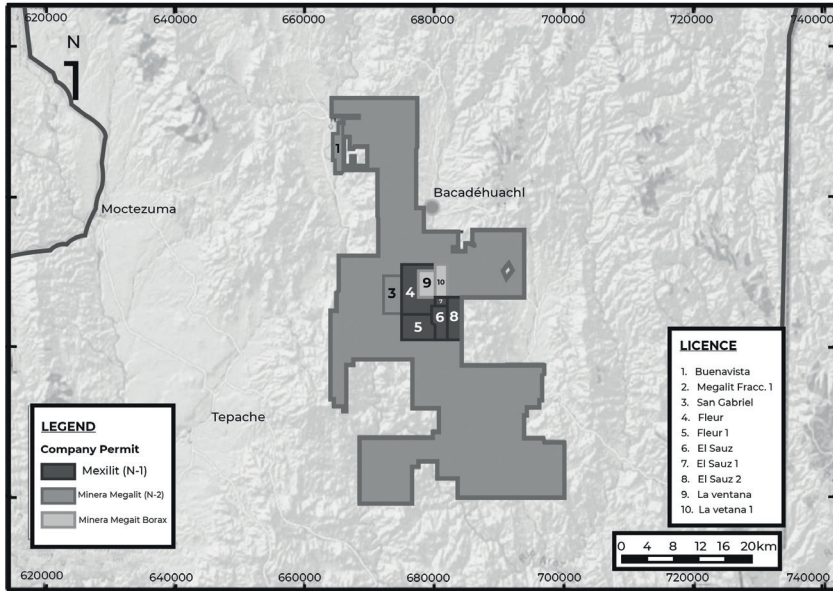 620000 640000 660000 680000 700000 720000 740000
N
1
Bacadéhuachl
Moctezuma
3
4
9
10
7
6
8
5
Tepache
LEGEND
Company Permit
Mexilit (N-1)
Minera Megalit (N-2)
Minera Megait Borax
LICENCE
1. Buenavista
2. Megalit Fracc. 1
3. San Gabriel
4. Fleur
5. Fleur 1
6. El Sauz
7. El Sauz 1
8. El Sauz 2
9. La ventana
10. La vetana 1
0 4 8 12 16 20km
620000 640000 660000 680000 700000 720000 740000